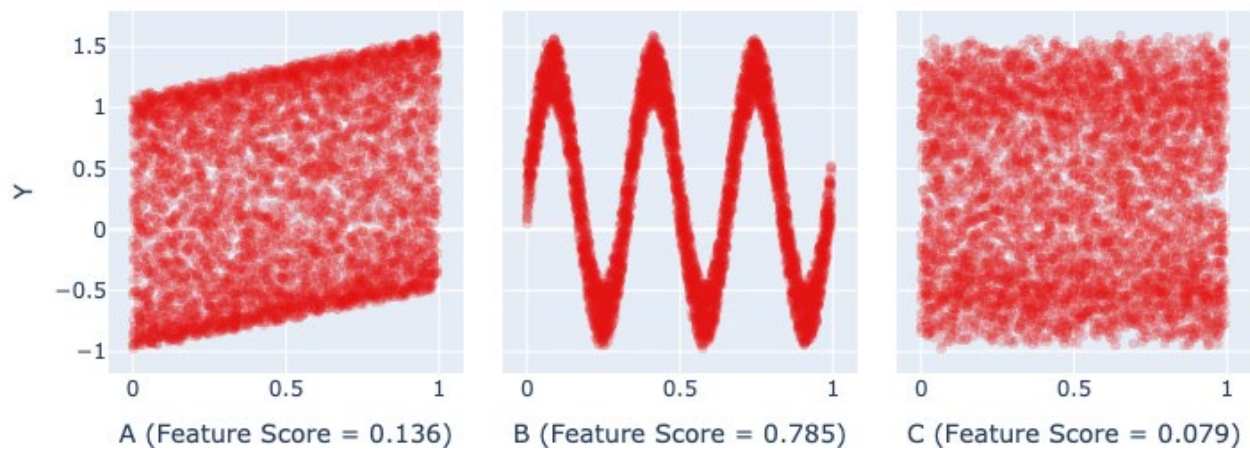 Y
1.5
1
0.5
0
−0.5
−1
0 0.5 1
0 0.5 1
0 0.5 1
A (Feature Score = 0.136)
B (Feature Score = 0.785)
C (Feature Score = 0.079)